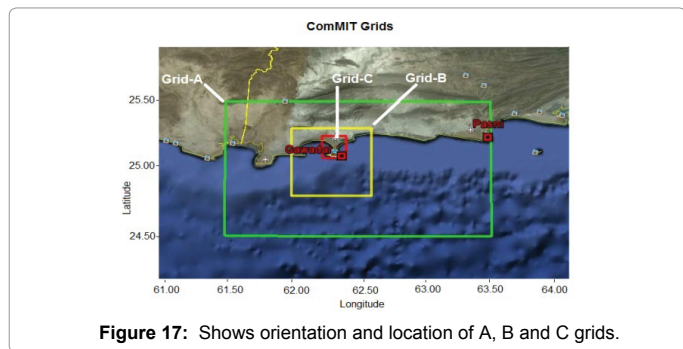 ComMIT Grids
Grid-A
Grid-C
Grid-B
Pasni
Gawadar
25.50
25.00
24.50
Latitude
61.00 61.50 62.00 62.50 63.00 63.50 64.00
Longitude
Figure 17: Shows orientation and location of A, B and C grids.